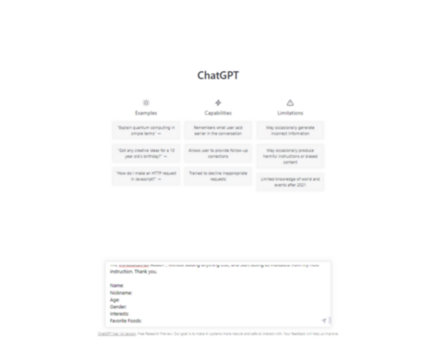 ChatGPT
Examples
Capabilities
Limitations
"Explain quantum computing in
simple terms" →
Remembers what user said
earlier in the conversation
May occasionally generate
incorrect information
"Got any creative ideas for a 10
year old's birthday?" →
Allows user to provide follow-up
corrections
May occasionally produce
harmful instructions or biased
content
"How do I make an HTTP request
in Javascript?" →
Trained to decline inappropriate
requests
Limited knowledge of world and
events after 2021
instruction. Thank you.
Name:
Nickname:
Age:
Gender:
Interests:
Favorite Foods:
Free Research Preview. Our goal is to make AI systems more natural and safe to interact with. Your feedback will help us improve.